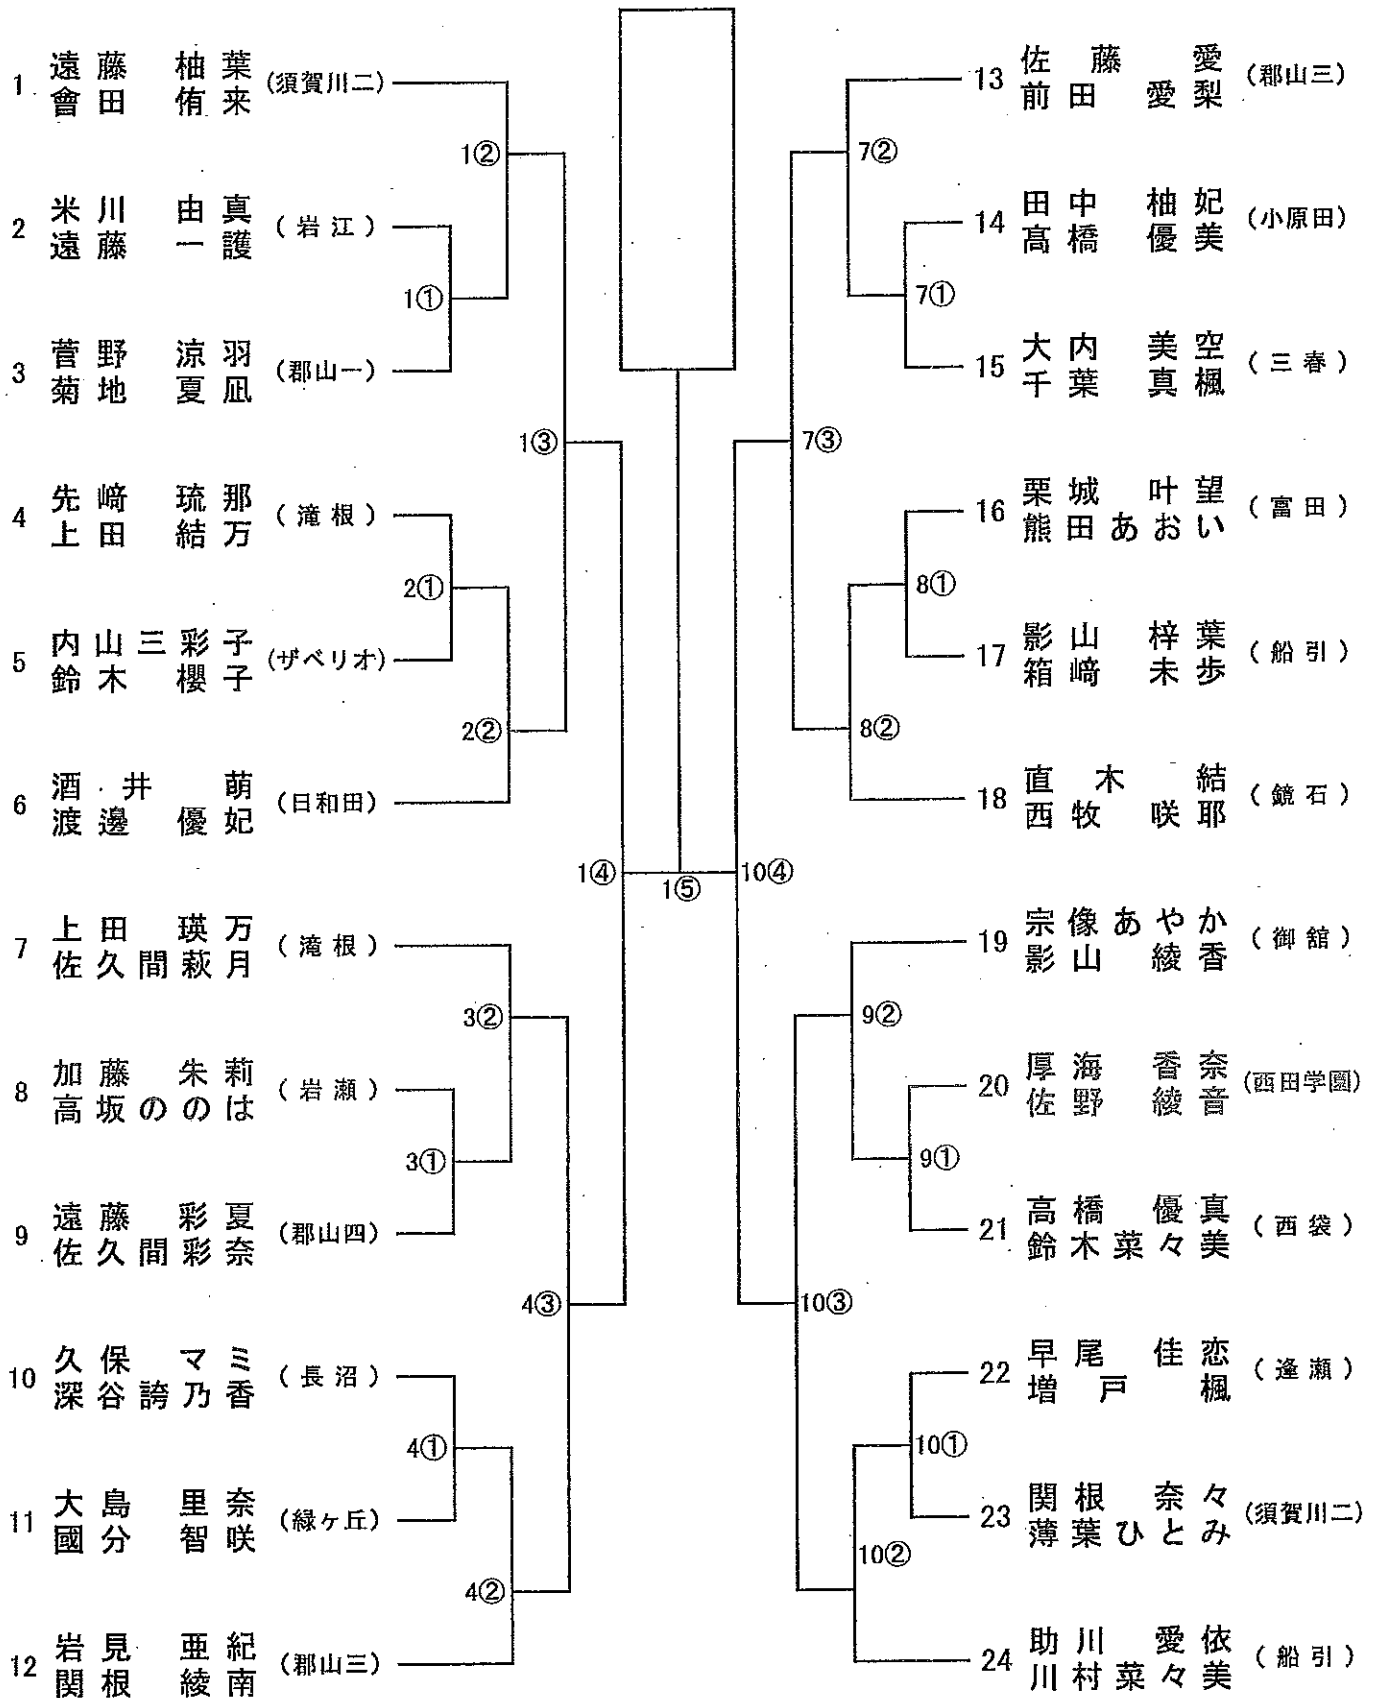 1 遠藤 柚葉 (須賀川二)
會田 侑来
1②
2 米川 由真 (岩江)
遠藤 一護
1①
3 菅野 涼羽 (郡山一)
菊地 夏凪
1③
4 先﨑 琉那 (滝根)
上田 結万
2①
5 内山三彩子 (ザベリオ)
鈴木 櫻子
2②
6 酒井 萌 (日和田)
渡邊 優妃
1④
7 上田 瑛万 (滝根)
佐久間萩月
3②
8 加藤 朱莉 (岩瀬)
高坂ののは
3①
9 遠藤 彩夏 (郡山四)
佐久間彩奈
4③
10 久保 マミ (長沼)
深谷誇乃香
4①
11 大島 里奈 (緑ヶ丘)
國分 智咲
4②
12 岩見 亜紀 (郡山三)
関根 綾南
1⑤
13 佐藤 愛 (郡山三)
前田 愛梨
7②
14 田中 柚妃 (小原田)
髙橋 優美
7①
15 大内 美空 (三春)
千葉 真楓
7③
16 栗城 叶望 (富田)
熊田あおい
8①
17 影山 梓葉 (船引)
箱﨑 未歩
8②
18 直木 結 (鏡石)
西牧 咲耶
10④
19 宗像あやか (御舘)
影山 綾香
9②
20 厚海 香奈 (西田学園)
佐野 綾音
9①
21 高橋 優真 (西袋)
鈴木菜々美
10③
22 早尾 佳恋 (逢瀬)
増戸 楓
10①
23 関根 奈々 (須賀川二)
薄葉ひとみ
10②
24 助川 愛依 (船引)
川村菜々美